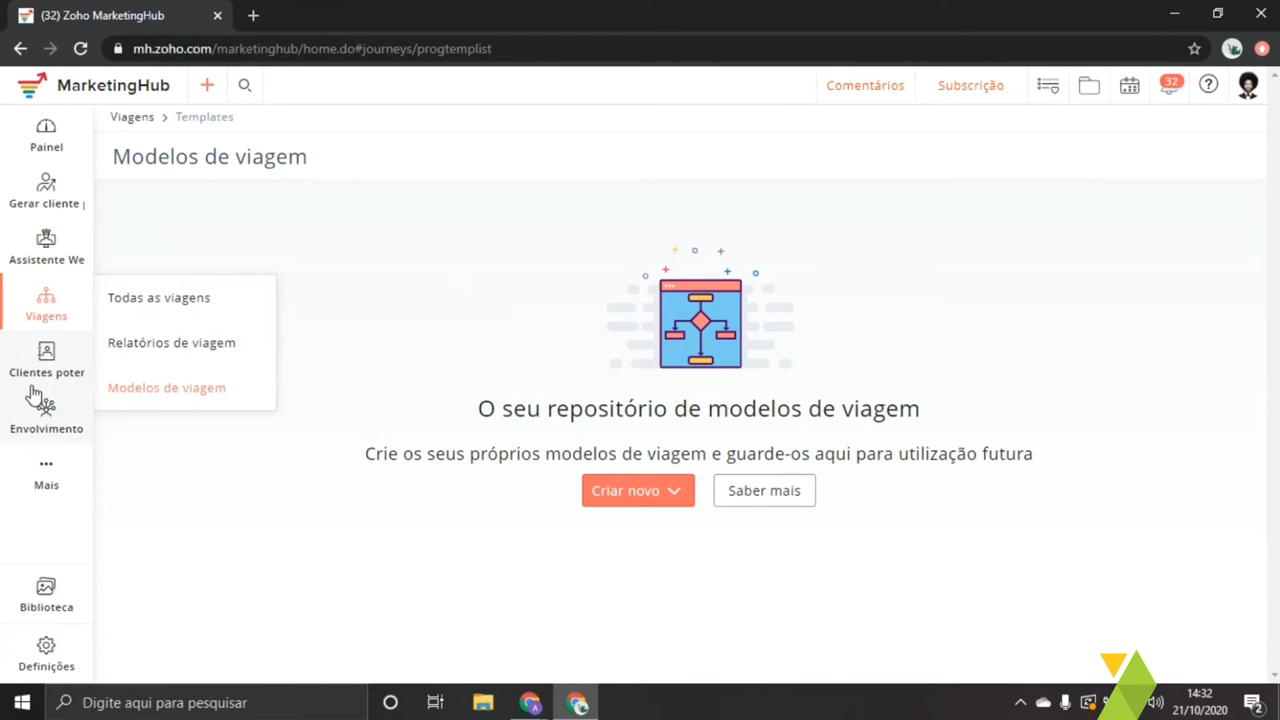 (32) Zoho MarketingHub
mh.zoho.com/marketinghub/home.do#journeys/progtemplist
MarketingHub
Comentários
Subscrição
32
Viagens > Templates
Modelos de viagem
Painel
Gerar cliente
Assistente We
Viagens
Clientes poter
Envolvimento
Mais
Biblioteca
Definições
Todas as viagens
Relatórios de viagem
Modelos de viagem
O seu repositório de modelos de viagem
Crie os seus próprios modelos de viagem e guarde-os aqui para utilização futura
Criar novo
Saber mais
Digite aqui para pesquisar
14:32
21/10/2020
2